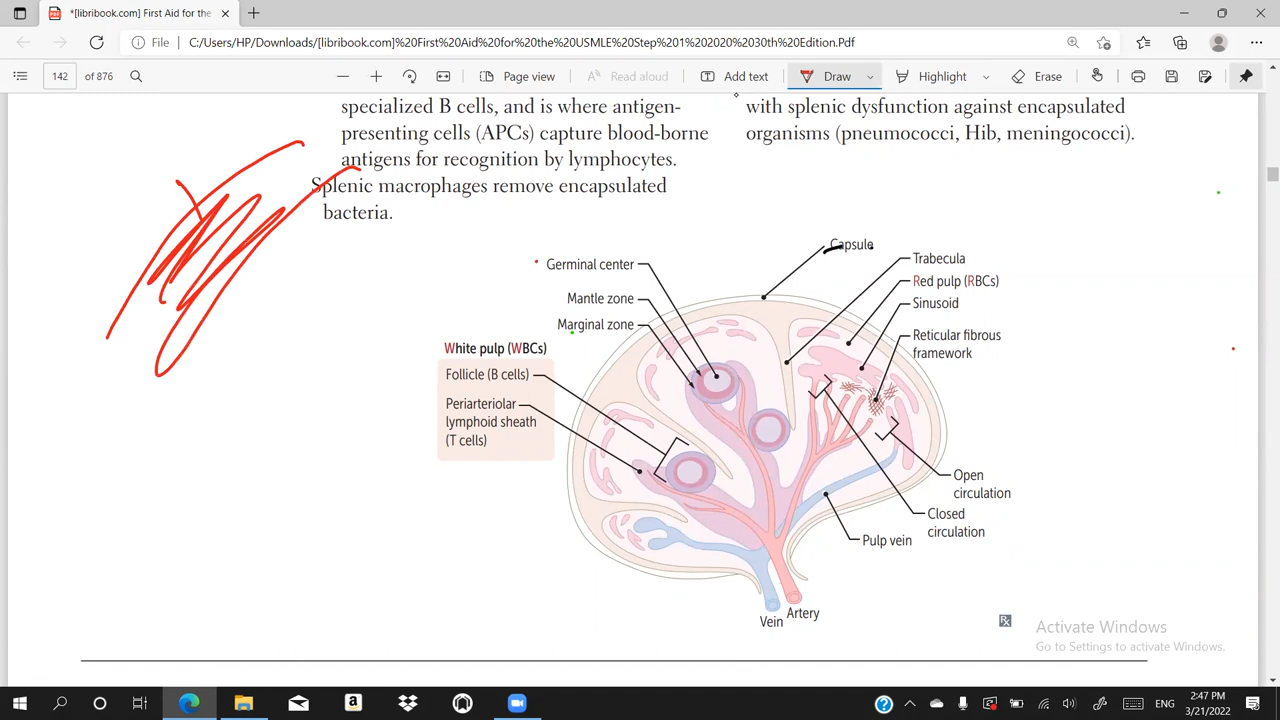 *[libribook.com] First Aid for the
File
C:/Users/HP/Downloads/[libribook.com]%20First%20Aid%20for%20the%20USMLE%20Step%201%202020%2030th%20Edition.Pdf
142 of 876
Page view
Read aloud
Add text
Draw
Highlight
Erase
specialized B cells, and is where antigen-
presenting cells (APCs) capture blood-borne
antigens for recognition by lymphocytes.
Splenic macrophages remove encapsulated
bacteria.
with splenic dysfunction against encapsulated
organisms (pneumococci, Hib, meningococci).
Capsule
Germinal center
Trabecula
Red pulp (RBCs)
Mantle zone
Sinusoid
Marginal zone
Reticular fibrous
framework
White pulp (WBCs)
Follicle (B cells)
Periarteriolar
lymphoid sheath
(T cells)
Open
circulation
Closed
circulation
Pulp vein
Vein
Artery
Rx
Activate Windows
Go to Settings to activate Windows.
ENG
2:47 PM
3/21/2022